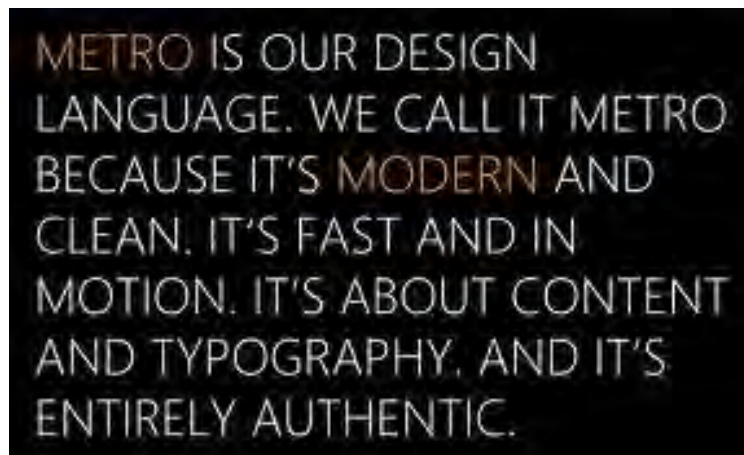 METRO IS OUR DESIGN
LANGUAGE. WE CALL IT METRO
BECAUSE IT'S MODERN AND
CLEAN. IT'S FAST AND IN
MOTION. IT'S ABOUT CONTENT
AND TYPOGRAPHY. AND IT'S
ENTIRELY AUTHENTIC.